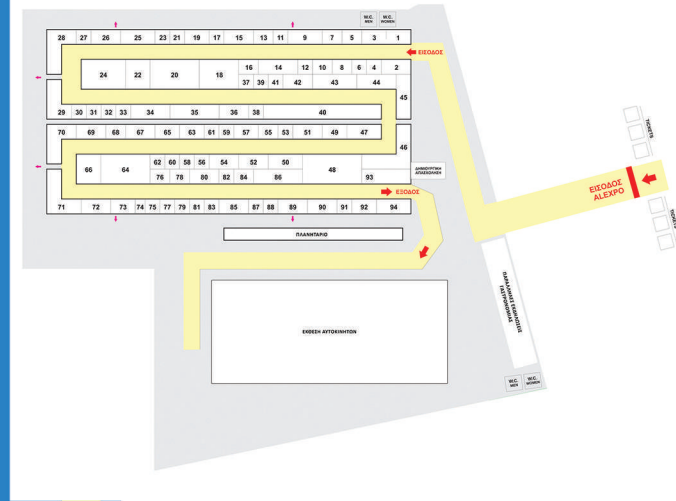 W.C.
MEN
W.C.
WOMEN
28 27 26 25 23 21 19 17 15 13 11 9 7 5 3 1
ΕΙΣΟΔΟΣ
24 22 20 18 16 14 12 10 8 6 4 2
37 39 41 42 43 44
45
29 30 31 32 33 34 35 36 38 40
70 69 68 67 65 63 61 59 57 55 53 51 49 47
46
66 64 62 60 58 56 54 52 50 48
76 78 80 82 84 86 93
ΔΗΜΙΟΥΡΓΙΚΗ
ΑΠΑΣΧΟΛΗΣΗ
ΕΞΟΔΟΣ
71 72 73 74 75 77 79 81 83 85 87 88 89 90 91 92 94
ΠΛΑΝΗΤΑΡΙΟ
ΕΚΘΕΣΗ ΑΥΤΟΚΙΝΗΤΩΝ
ΠΑΡΑΛΛΗΛΕΣ ΕΚΔΗΛΩΣΕΙΣ
ΓΑΣΤΡΟΝΟΜΙΑΣ
ΕΙΣΟΔΟΣ
ALEXPO
TICKETS
TICKETS
W.C.
MEN
W.C.
WOMEN